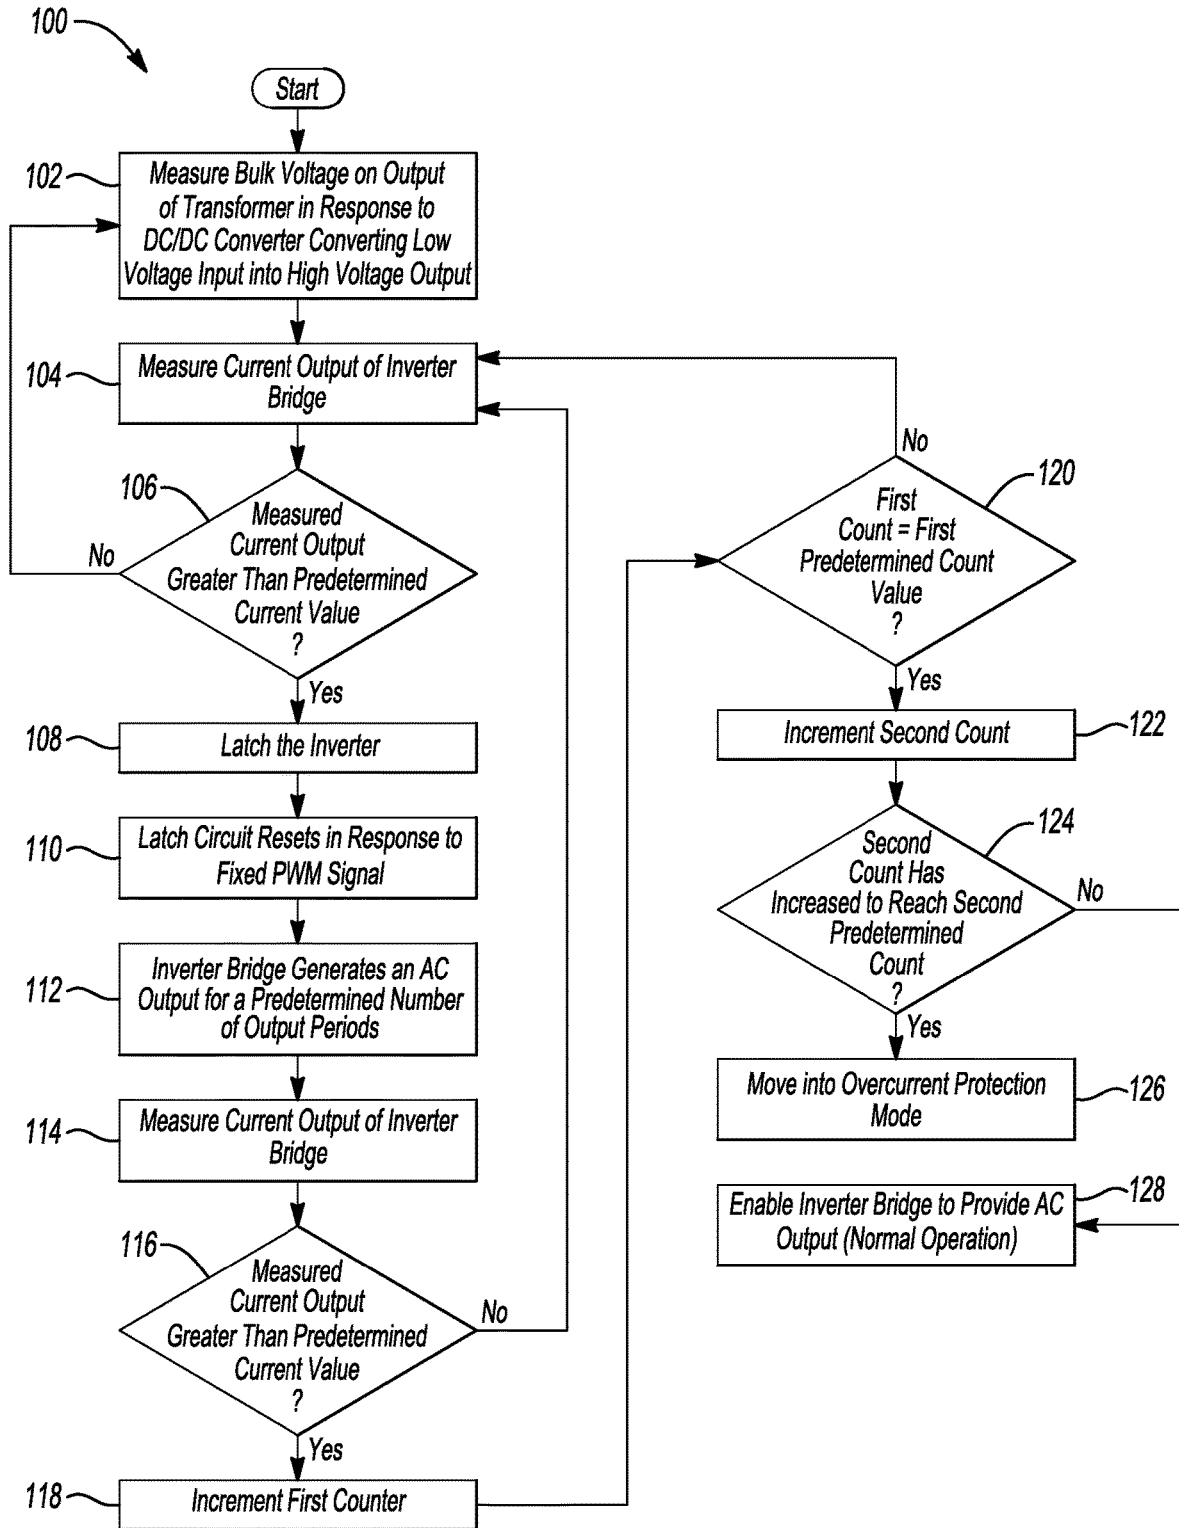 100
Start
102
Measure Bulk Voltage on Output
of Transformer in Response to
DC/DC Converter Converting Low
Voltage Input into High Voltage Output
104
Measure Current Output of Inverter
Bridge
106
Measured
Current Output
Greater Than Predetermined
Current Value
?
No
Yes
108
Latch the Inverter
110
Latch Circuit Resets in Response to
Fixed PWM Signal
112
Inverter Bridge Generates an AC
Output for a Predetermined Number
of Output Periods
114
Measure Current Output of Inverter
Bridge
116
Measured
Current Output
Greater Than Predetermined
Current Value
?
No
Yes
118
Increment First Counter
No
120
First
Count = First
Predetermined Count
Value
?
Yes
Increment Second Count
122
124
Second
Count Has
Increased to Reach Second
Predetermined
Count
?
No
Yes
Move into Overcurrent Protection
Mode
126
Enable Inverter Bridge to Provide AC
Output (Normal Operation)
128